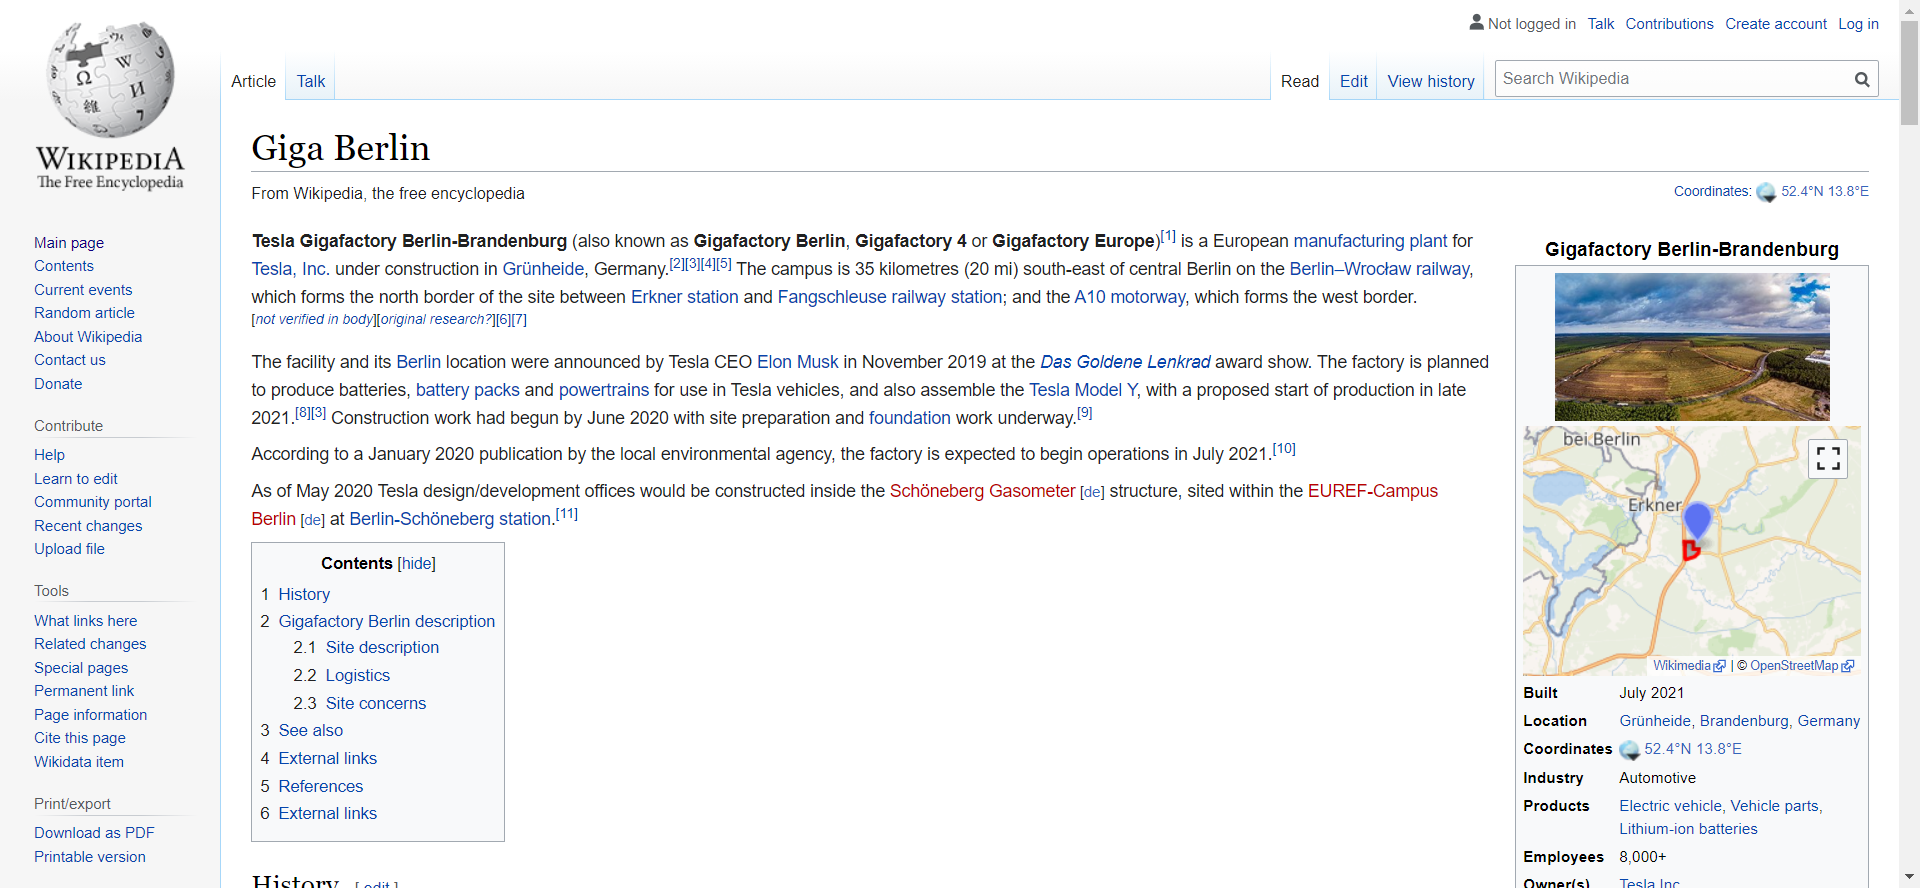 Not logged in Talk Contributions Create account Log in
Article Talk
Read Edit View history
Search Wikipedia
WIKIPEDIA
The Free Encyclopedia
Main page
Contents
Current events
Random article
About Wikipedia
Contact us
Donate
Contribute
Help
Learn to edit
Community portal
Recent changes
Upload file
Tools
What links here
Related changes
Special pages
Permanent link
Page information
Cite this page
Wikidata item
Print/export
Download as PDF
Printable version
Giga Berlin
From Wikipedia, the free encyclopedia
Coordinates: 52.4°N 13.8°E
Tesla Gigafactory Berlin-Brandenburg (also known as Gigafactory Berlin, Gigafactory 4 or Gigafactory Europe)[1] is a European manufacturing plant for
Tesla, Inc. under construction in Grünheide, Germany.[2][3][4][5] The campus is 35 kilometres (20 mi) south-east of central Berlin on the Berlin–Wrocław railway,
which forms the north border of the site between Erkner station and Fangschleuse railway station; and the A10 motorway, which forms the west border.
[not verified in body][original research?][6][7]
The facility and its Berlin location were announced by Tesla CEO Elon Musk in November 2019 at the Das Goldene Lenkrad award show. The factory is planned
to produce batteries, battery packs and powertrains for use in Tesla vehicles, and also assemble the Tesla Model Y, with a proposed start of production in late
2021.[8][3] Construction work had begun by June 2020 with site preparation and foundation work underway.[9]
According to a January 2020 publication by the local environmental agency, the factory is expected to begin operations in July 2021.[10]
As of May 2020 Tesla design/development offices would be constructed inside the Schöneberg Gasometer [de] structure, sited within the EUREF-Campus
Berlin [de] at Berlin-Schöneberg station.[11]
Contents [hide]
1 History
2 Gigafactory Berlin description
2.1 Site description
2.2 Logistics
2.3 Site concerns
3 See also
4 External links
5 References
6 External links
History [ edit ]
Gigafactory Berlin-Brandenburg
bei Berlin
Erkner
Wikimedia | © OpenStreetMap
Built July 2021
Location Grünheide, Brandenburg, Germany
Coordinates 52.4°N 13.8°E
Industry Automotive
Products Electric vehicle, Vehicle parts,
Lithium-ion batteries
Employees 8,000+
Owner(s) Tesla Inc